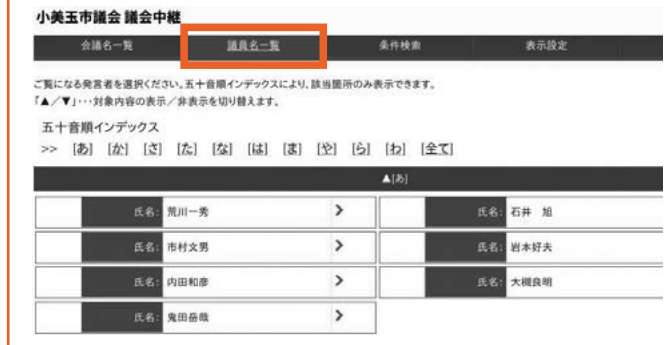 小美玉市議会 議会中継
会議名一覧 議員名一覧 条件検索 表示設定
ご覧になる発言者を選択ください。五十音順インデックスにより、該当箇所のみ表示できます。
「▲／▼」・・・対象内容の表示／非表示を切り替えます。
五十音順インデックス
>> [あ] [か] [さ] [た] [な] [は] [ま] [や] [ら] [わ] [全て]
▲[あ]
氏名: 荒川一秀 > 氏名: 石井 旭
氏名: 市村文男 > 氏名: 岩本好夫
氏名: 内田和彦 > 氏名: 大槻良明
氏名: 鬼田岳哉 >